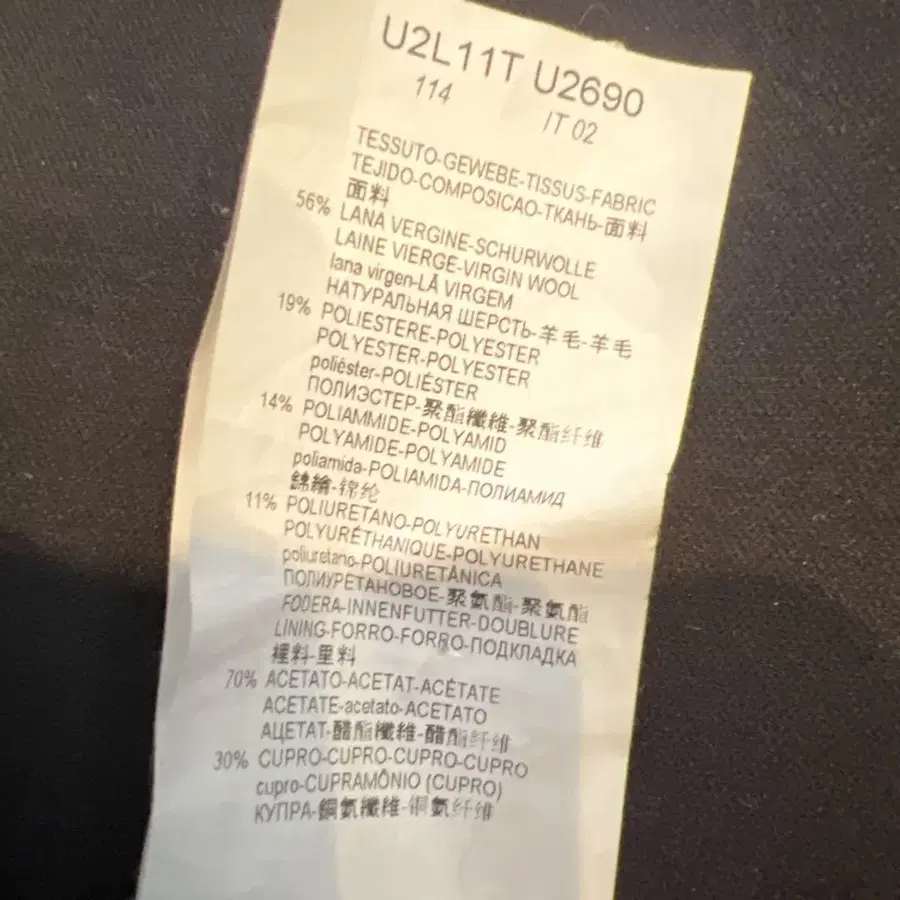 U2L11T U2690
114
IT 02
TESSUTO-GEWEBE-TISSUS-FABRIC
TEJIDO-COMPOSICAO-ТКАНЬ-面料
面料
56% LANA VERGINE-SCHURWOLLE
LAINE VIERGE-VIRGIN WOOL
lana virgen-LÃ VIRGEM
НАТУРАЛЬНАЯ ШЕРСТЬ-羊毛-羊毛
19% POLIESTERE-POLYESTER
POLYESTER-POLYESTER
poliéster-POLIÉSTER
ПОЛИЭСТЕР-聚酯纖維-聚酯纤维
14% POLIAMMIDE-POLYAMID
POLYAMIDE-POLYAMIDE
poliamida-POLIAMIDA-ПОЛИАМИД
錦綸-锦纶
11% POLIURETANO-POLYURETHAN
POLYURÉTHANIQUE-POLYURETHANE
poliuretano-POLIURETÂNICA
ПОЛИУРЕТАНОВОЕ-聚氨酯-聚氨酯
FODERA-INNENFUTTER-DOUBLURE
LINING-FORRO-FORRO-ПОДКЛАДКА
裡料-里料
70% ACETATO-ACETAT-ACÉTATE
ACETATE-acetato-ACETATO
АЦЕТАТ-醋酯纖維-醋酯纤维
30% CUPRO-CUPRO-CUPRO-CUPRO
cupro-CUPRAMÔNIO (CUPRO)
КУПРА-銅氨纖維-铜氨纤维